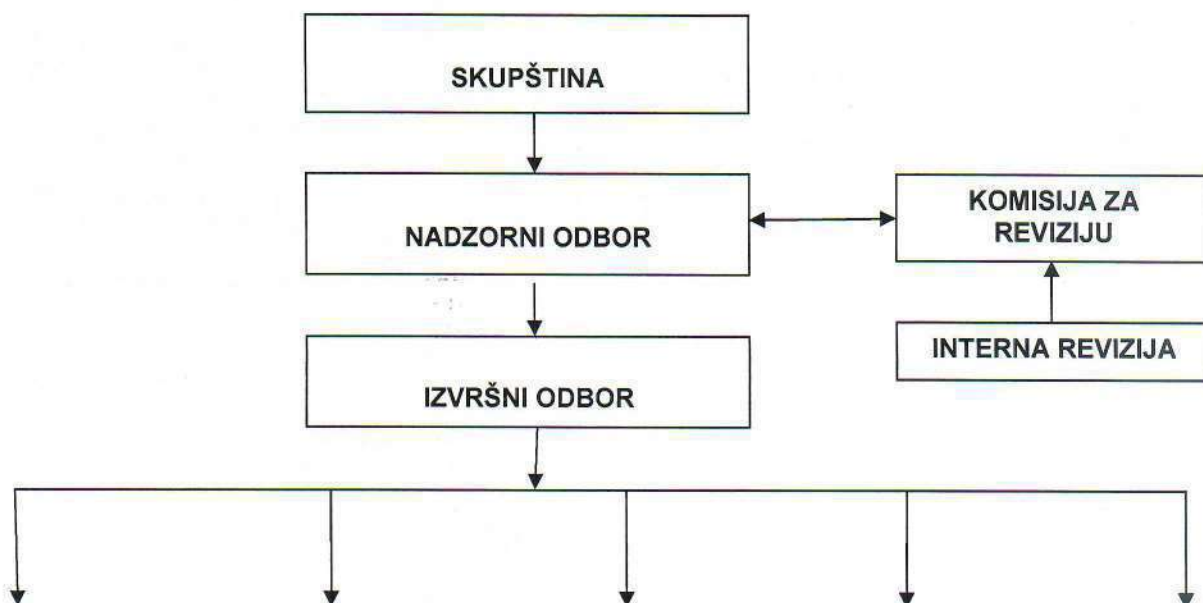 SKUPŠTINA
NADZORNI ODBOR
KOMISIJA ZA
REVIZIJU
INTERNA REVIZIJA
IZVRŠNI ODBOR